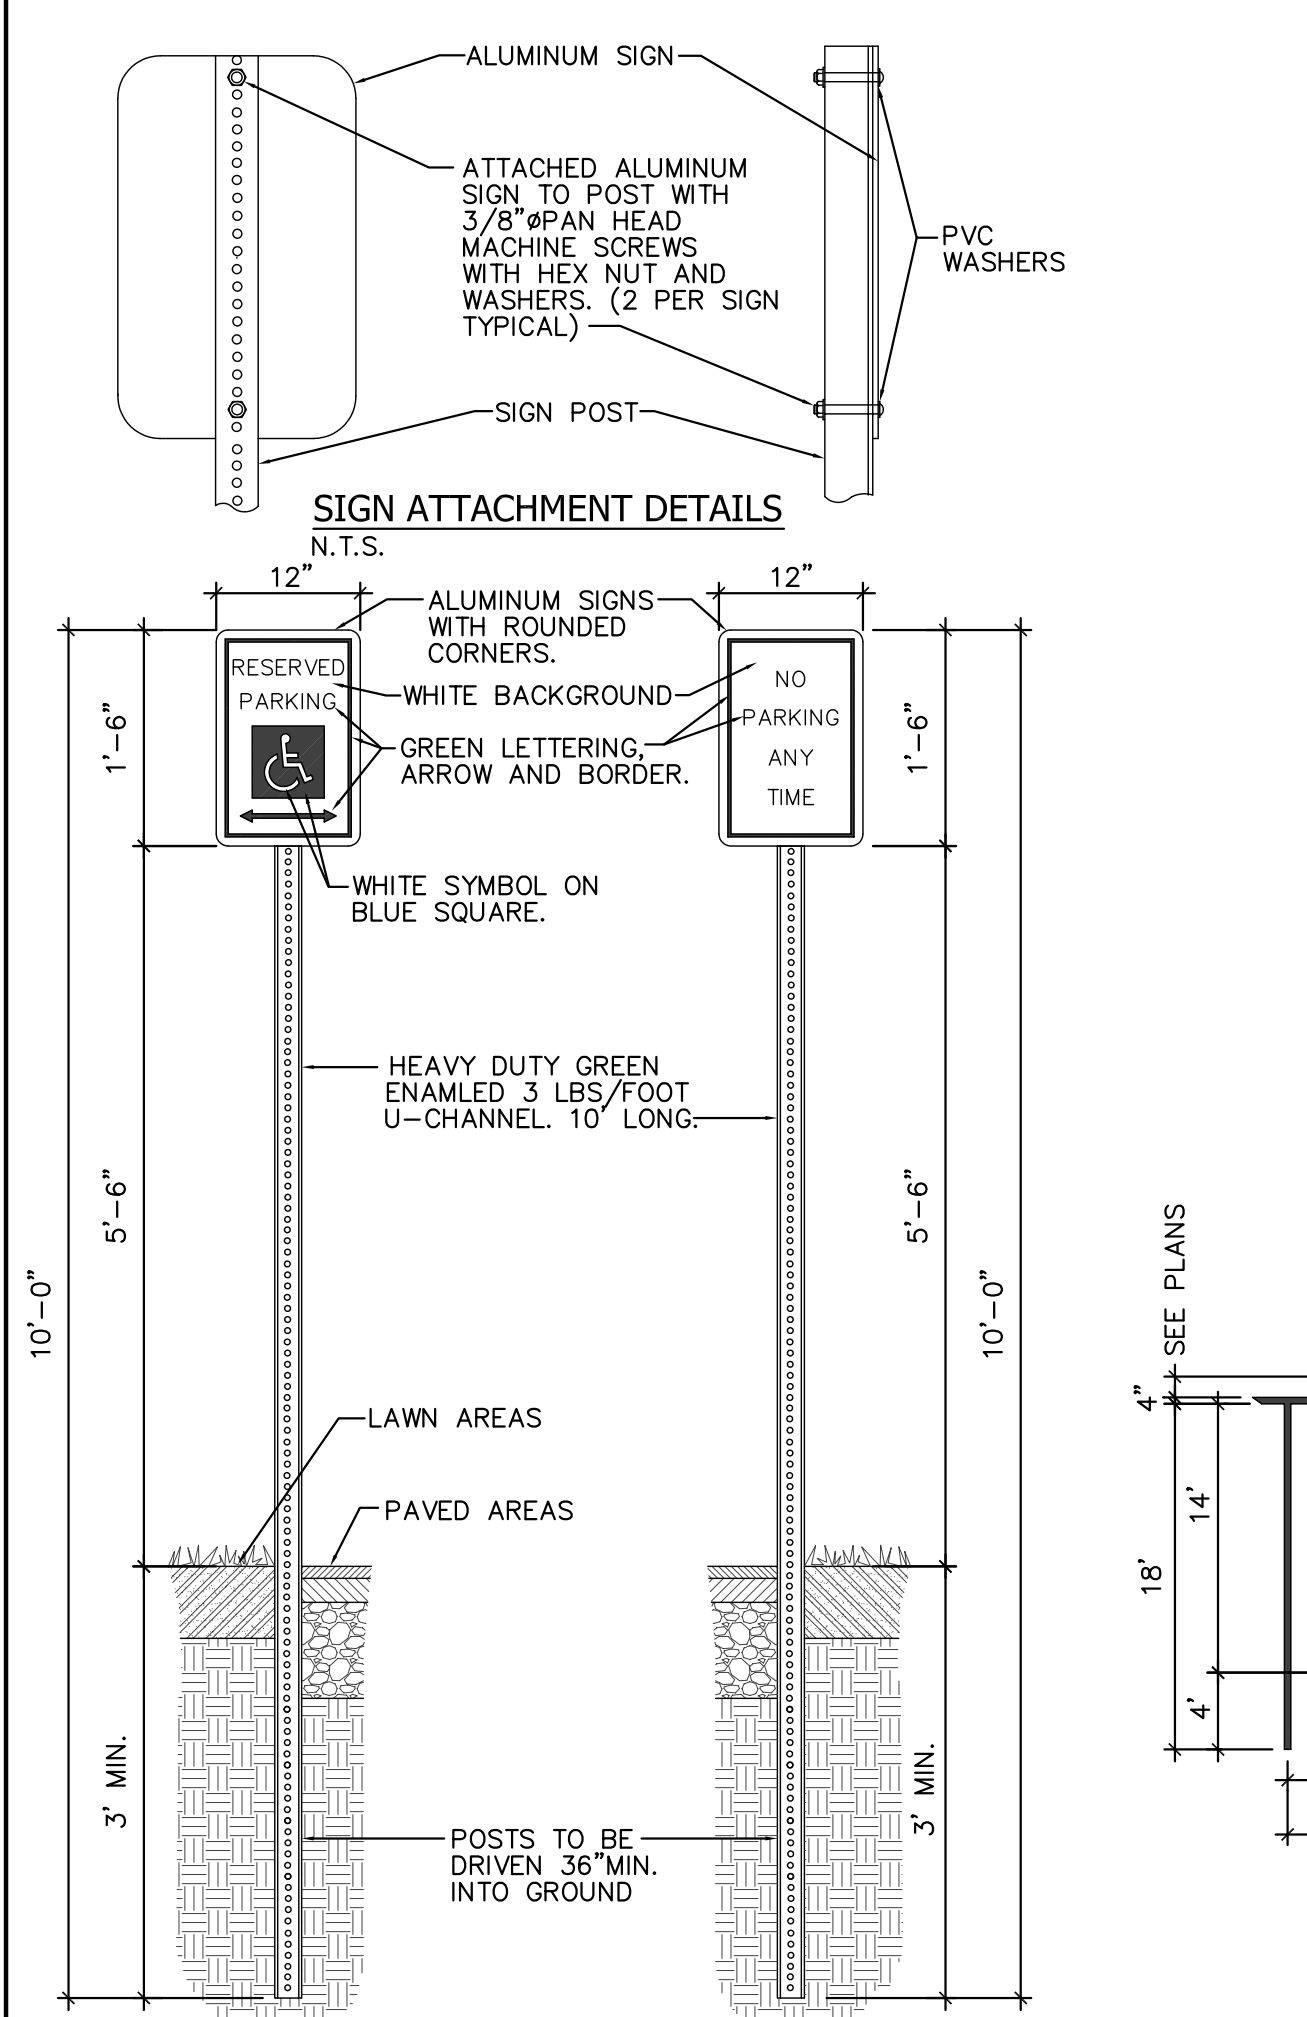 ALUMINUM SIGN
ATTACHED ALUMINUM
SIGN TO POST WITH
3/8”øPAN HEAD
MACHINE SCREWS
WITH HEX NUT AND
WASHERS. (2 PER SIGN
TYPICAL)
PVC
WASHERS
SIGN POST
SIGN ATTACHMENT DETAILS
N.T.S.
12”
12”
ALUMINUM SIGNS
WITH ROUNDED
CORNERS.
RESERVED
PARKING
WHITE BACKGROUND
NO
PARKING
ANY
TIME
GREEN LETTERING,
ARROW AND BORDER.
1’-6”
1’-6”
WHITE SYMBOL ON
BLUE SQUARE.
HEAVY DUTY GREEN
ENAMLED 3 LBS/FOOT
U-CHANNEL. 10’ LONG.
5’-6”
5’-6”
10’-0”
10’-0”
SEE PLANS
4”
14’
18’
4’
LAWN AREAS
PAVED AREAS
3’ MIN.
3’ MIN.
POSTS TO BE
DRIVEN 36”MIN.
INTO GROUND